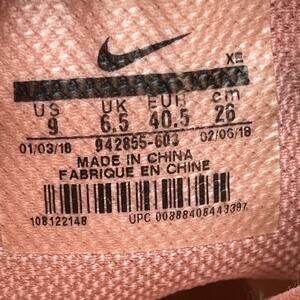 XE
US UK EUR cm
9 6.5 40.5 26
01/03/18 942855-603 02/06/18
MADE IN CHINA
FABRIQUE EN CHINE
108122148 UPC 00888408443397